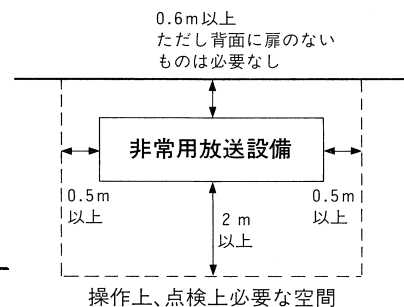 0.6m以上
ただし背面に扉のない
ものは必要なし
非常用放送設備
0.5m
以上
2 m
以上
0.5m
以上
操作上、点検上必要な空間